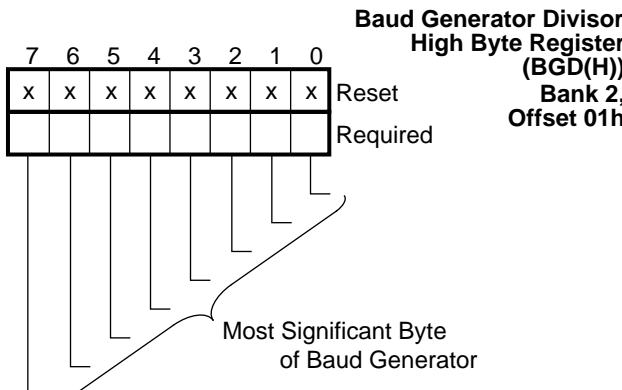 Baud Generator Divisor
High Byte Register
(BGD(H))
Bank 2,
Offset 01h
7 6 5 4 3 2 1 0
x x x x x x x x Reset
Required
Most Significant Byte
of Baud Generator